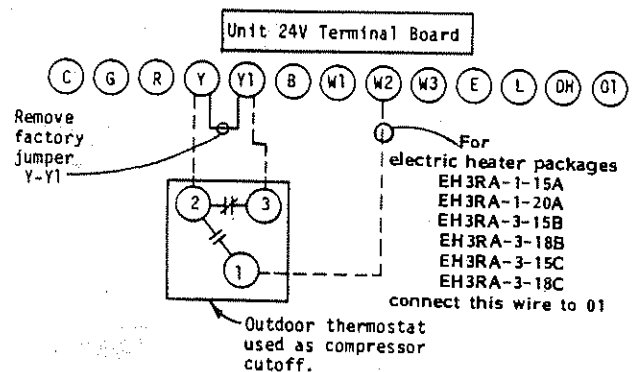 Unit 24V Terminal Board
C G R Y Y1 B W1 W2 W3 E L DH 01
Remove
factory
jumper
Y-Y1
For
electric heater packages
EH3RA-1-15A
EH3RA-1-20A
EH3RA-3-15B
EH3RA-3-18B
EH3RA-3-15C
EH3RA-3-18C
connect this wire to 01
2 3
1
Outdoor thermostat
used as compressor
cutoff.